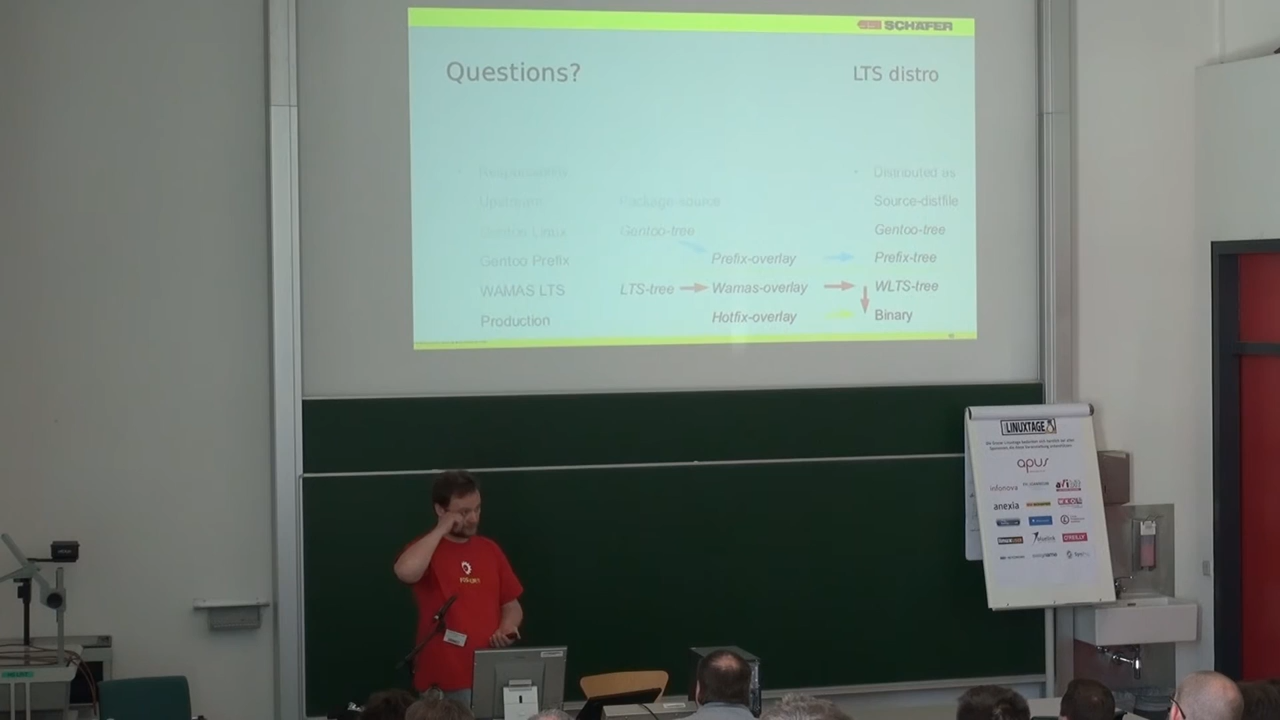 SSI SCHÄFER
Questions? LTS distro
Distributed as
Upstream Package-source Source-distfile
Gentoo Linux Gentoo-tree Gentoo-tree
Gentoo Prefix Prefix-overlay Prefix-tree
WAMAS LTS LTS-tree Wamas-overlay WLTS-tree
Production Hotfix-overlay Binary
LINUXTAGE
apus
infonova
anexia
O'REILLY